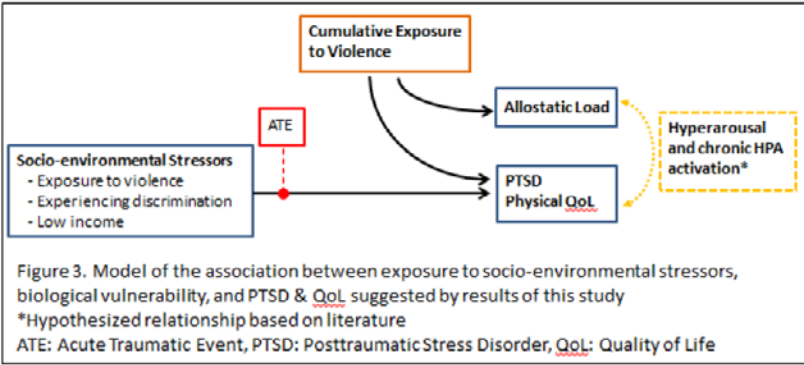 Cumulative Exposure
to Violence
ATE
Allostatic Load
Hyperarousal
and chronic HPA
activation*
Socio-environmental Stressors
- Exposure to violence
- Experiencing discrimination
- Low income
PTSD
Physical QoL
Figure 3. Model of the association between exposure to socio-environmental stressors,
biological vulnerability, and PTSD & QoL suggested by results of this study
*Hypothesized relationship based on literature
ATE: Acute Traumatic Event, PTSD: Posttraumatic Stress Disorder, QoL: Quality of Life